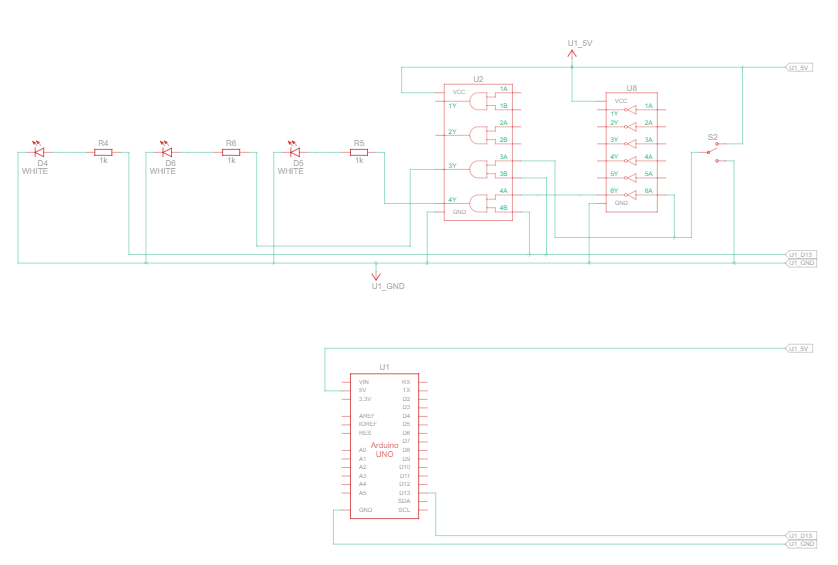 U1_5V
U1_5V
U2
U8
VCC
1A
1Y
1B
2A
2Y
2B
3A
3Y
3B
4A
4Y
4B
GND
VCC
1A
1Y
2Y
2A
3Y
3A
4Y
4A
5Y
5A
6Y
6A
GND
S2
D4
WHITE
R4
1k
D6
WHITE
R6
1k
D5
WHITE
R5
1k
U1_D13
U1_GND
U1_GND
U1_5V
U1
VIN
RX
5V
TX
3.3V
D2
D3
AREF
D4
IOREF
D5
RES
D6
D7
Arduino
UNO
A0
D8
A1
D9
A2
D10
A3
D11
A4
D12
A5
D13
SDA
GND
SCL
U1_D13
U1_GND